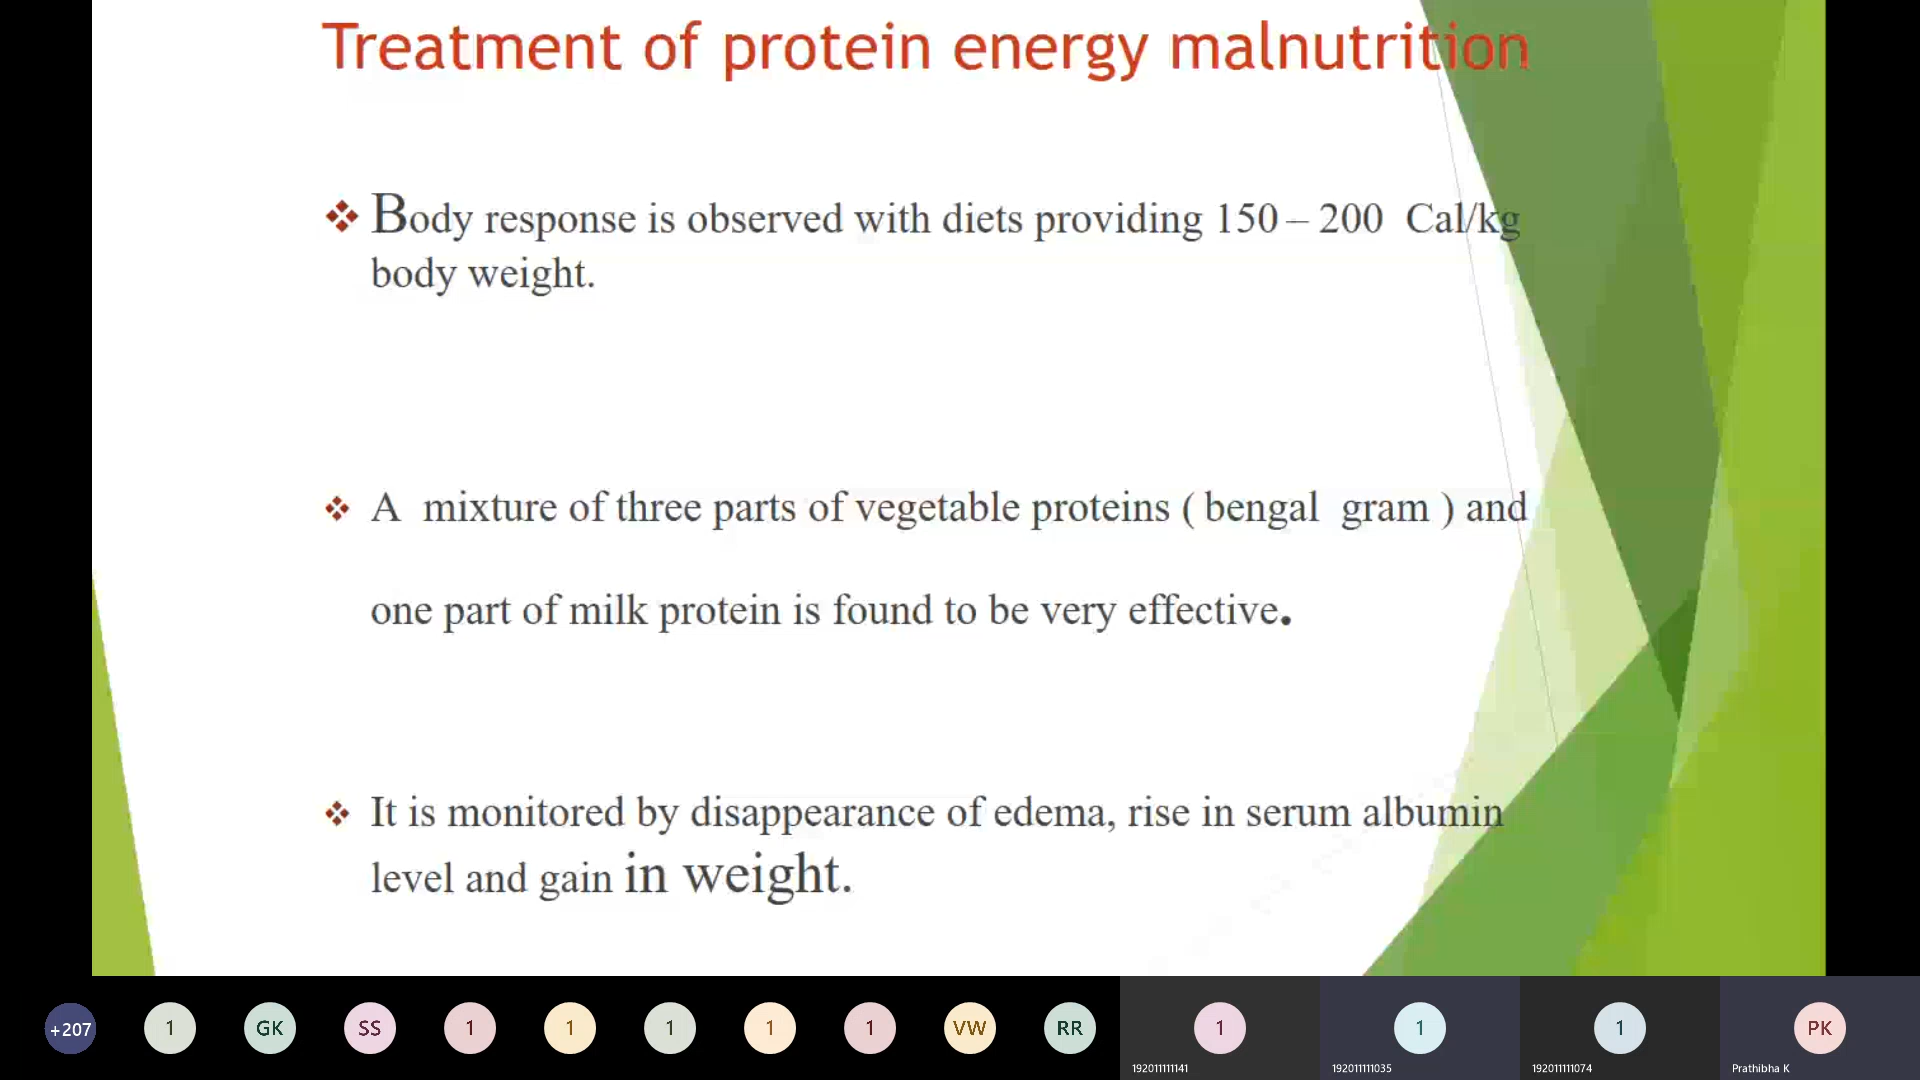 Treatment of protein energy malnutrition
Body response is observed with diets providing 150 – 200 Cal/kg
body weight.
A mixture of three parts of vegetable proteins ( bengal gram ) and
one part of milk protein is found to be very effective.
It is monitored by disappearance of edema, rise in serum albumin
level and gain in weight.
+207 1 GK SS 1 1 1 1 1 VW RR 1 1 1 PK
192011111141 192011111035 192011111074 Prathibha K